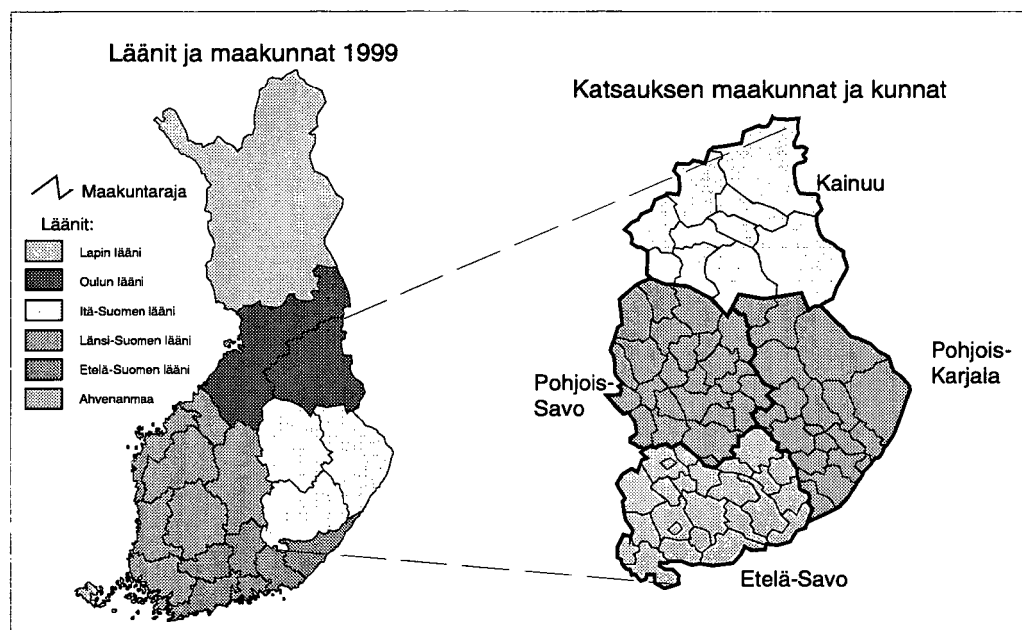 Läänit ja maakunnat 1999
Maakuntaraja
Läänit:
Lapin lääni
Oulun lääni
Itä-Suomen lääni
Länsi-Suomen lääni
Etelä-Suomen lääni
Ahvenanmaa
Katsauksen maakunnat ja kunnat
Kainuu
Pohjois-
Karjala
Pohjois-
Savo
Etelä-Savo